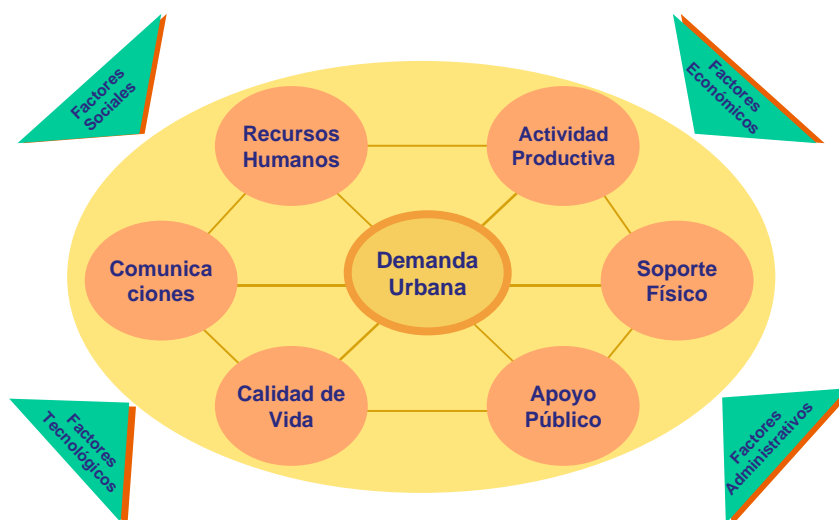 Factores
Sociales
Factores
Económicos
Recursos
Humanos
Actividad
Productiva
Comunica
ciones
Demanda
Urbana
Soporte
Físico
Calidad de
Vida
Apoyo
Público
Factores
Tecnológicos
Factores
Administrativos